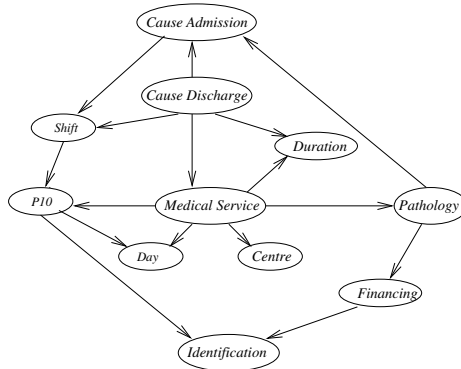 Cause Admission
Cause Discharge
Shift
Duration
P10
Medical Service
Pathology
Day
Centre
Financing
Identification